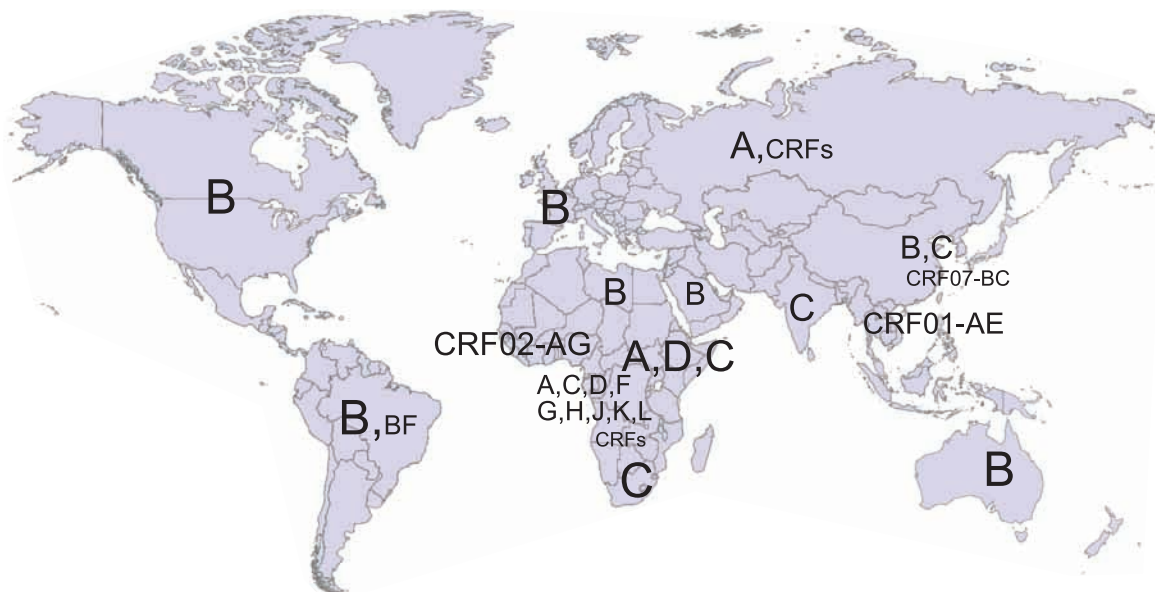 A,CRFs
B
B
B,C
CRF07-BC
B
B
C
CRF01-AE
CRF02-AG
A,D,C
A,C,D,F
G,H,J,K,L
CRFs
B,BF
C
B